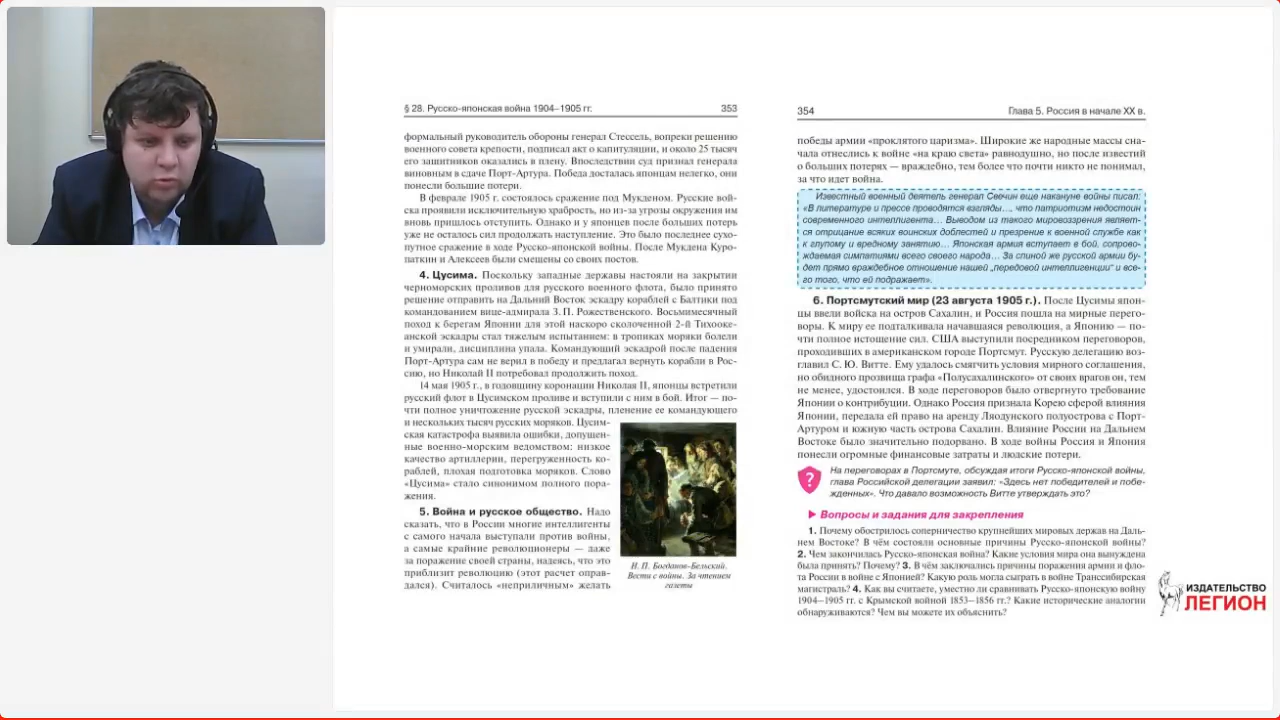 § 28. Русско-японская война 1904–1905 гг. 353
формальный руководитель обороны генерал Стессель, вопреки решению
военного совета крепости, подписал акт о капитуляции, и около 25 тысяч
его защитников оказались в плену. Впоследствии суд признал генерала
виновным в сдаче Порт-Артура. Победа досталась японцам нелегко, они
понесли большие потери.
В феврале 1905 г. состоялось сражение под Мукденом. Русские вой-
ска проявили исключительную храбрость, но из-за угрозы окружения им
вновь пришлось отступить. Однако и у японцев после больших потерь
уже не осталось сил продолжать наступление. Это было последнее сухо-
путное сражение в ходе Русско-японской войны. После Мукдена Куро-
паткин и Алексеев были смещены со своих постов.
4. Цусима. Поскольку западные державы настояли на закрытии
черноморских проливов для русского военного флота, было принято
решение отправить на Дальний Восток эскадру кораблей с Балтики под
командованием вице-адмирала З. П. Рожественского. Восьмимесячный
поход к берегам Японии для этой наскоро сколоченной 2-й Тихооке-
анской эскадры стал тяжелым испытанием: в тропиках моряки болели
и умирали, дисциплина упала. Командующий эскадрой после падения
Порт-Артура сам не верил в победу и предлагал вернуть корабли в Рос-
сию, но Николай II потребовал продолжить поход.
14 мая 1905 г., в годовщину коронации Николая II, японцы встретили
русский флот в Цусимском проливе и вступили с ним в бой. Итог — по-
чти полное уничтожение русской эскадры, пленение ее командующего
и нескольких тысяч русских моряков. Цусим-
ская катастрофа выявила ошибки, допущен-
ные военно-морским ведомством: низкое
качество артиллерии, перегруженность ко-
раблей, плохая подготовка моряков. Слово
«Цусима» стало синонимом полного пора-
жения.
5. Война и русское общество. Надо
сказать, что в России многие интеллигенты
с самого начала выступали против войны,
а самые крайние революционеры — даже
за поражение своей страны, надеясь, что это
приблизит революцию (этот расчет оправ-
дался). Считалось «неприличным» желать
Н. П. Богданов-Бельский.
Вести с войны. За чтением
газеты
354 Глава 5. Россия в начале XX в.
победы армии «проклятого царизма». Широкие же народные массы сна-
чала отнеслись к войне «на краю света» равнодушно, но после известий
о больших потерях — враждебно, тем более что почти никто не понимал,
за что идет война.
Известный военный деятель генерал Свечин еще накануне войны писал:
«В литературе и прессе проводятся взгляды…, что патриотизм недостоин
современного интеллигента… Выводом из такого мировоззрения являет-
ся отрицание всяких воинских доблестей и презрение к военной службе как
к глупому и вредному занятию… Японская армия вступает в бой, сопрово-
ждаемая симпатиями всего своего народа… За спиной же русской армии бу-
дет прямо враждебное отношение нашей „передовой интеллигенции“ и все-
го того, что ей подражает».
6. Портсмутский мир (23 августа 1905 г.). После Цусимы япон-
цы ввели войска на остров Сахалин, и Россия пошла на мирные перего-
воры. К миру ее подталкивала начавшаяся революция, а Японию — по-
чти полное истощение сил. США выступили посредником переговоров,
проходивших в американском городе Портсмут. Русскую делегацию воз-
главил С. Ю. Витте. Ему удалось смягчить условия мирного соглашения,
но обидного прозвища графа «Полусахалинского» от своих врагов он, тем
не менее, удостоился. В ходе переговоров было отвергнуто требование
Японии о контрибуции. Однако Россия признала Корею сферой влияния
Японии, передала ей право на аренду Ляодунского полуострова с Порт-
Артуром и южную часть острова Сахалин. Влияние России на Дальнем
Востоке было значительно подорвано. В ходе войны Россия и Япония
понесли огромные финансовые затраты и людские потери.
?
На переговорах в Портсмуте, обсуждая итоги Русско-японской войны,
глава Российской делегации заявил: «Здесь нет победителей и побе-
жденных». Что давало возможность Витте утверждать это?
Вопросы и задания для закрепления
1. Почему обострилось соперничество крупнейших мировых держав на Даль-
нем Востоке? В чём состояли основные причины Русско-японской войны?
2. Чем закончилась Русско-японская война? Какие условия мира она вынуждена
была принять? Почему? 3. В чём заключались причины поражения армии и фло-
та России в войне с Японией? Какую роль могла сыграть в войне Транссибирская
магистраль? 4. Как вы считаете, уместно ли сравнивать Русско-японскую войну
1904–1905 гг. с Крымской войной 1853–1856 гг.? Какие исторические аналогии
обнаруживаются? Чем вы можете их объяснить?
ИЗДАТЕЛЬСТВО
ЛЕГИОН